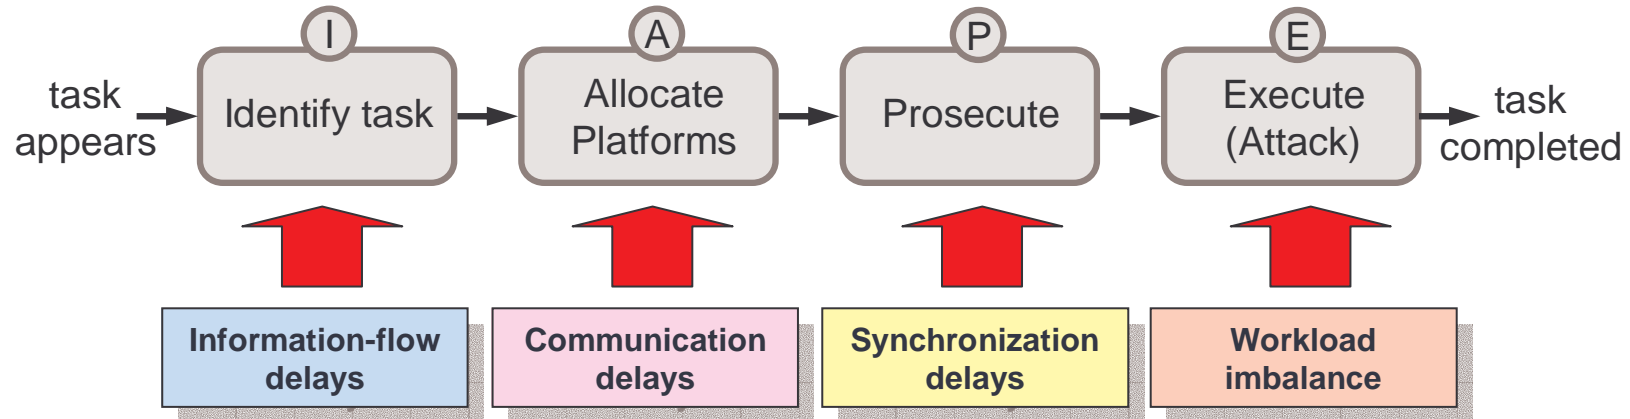 I
A
P
E
task
appears
Identify task
Allocate
Platforms
Prosecute
Execute
(Attack)
task
completed
Information-flow
delays
Communication
delays
Synchronization
delays
Workload
imbalance